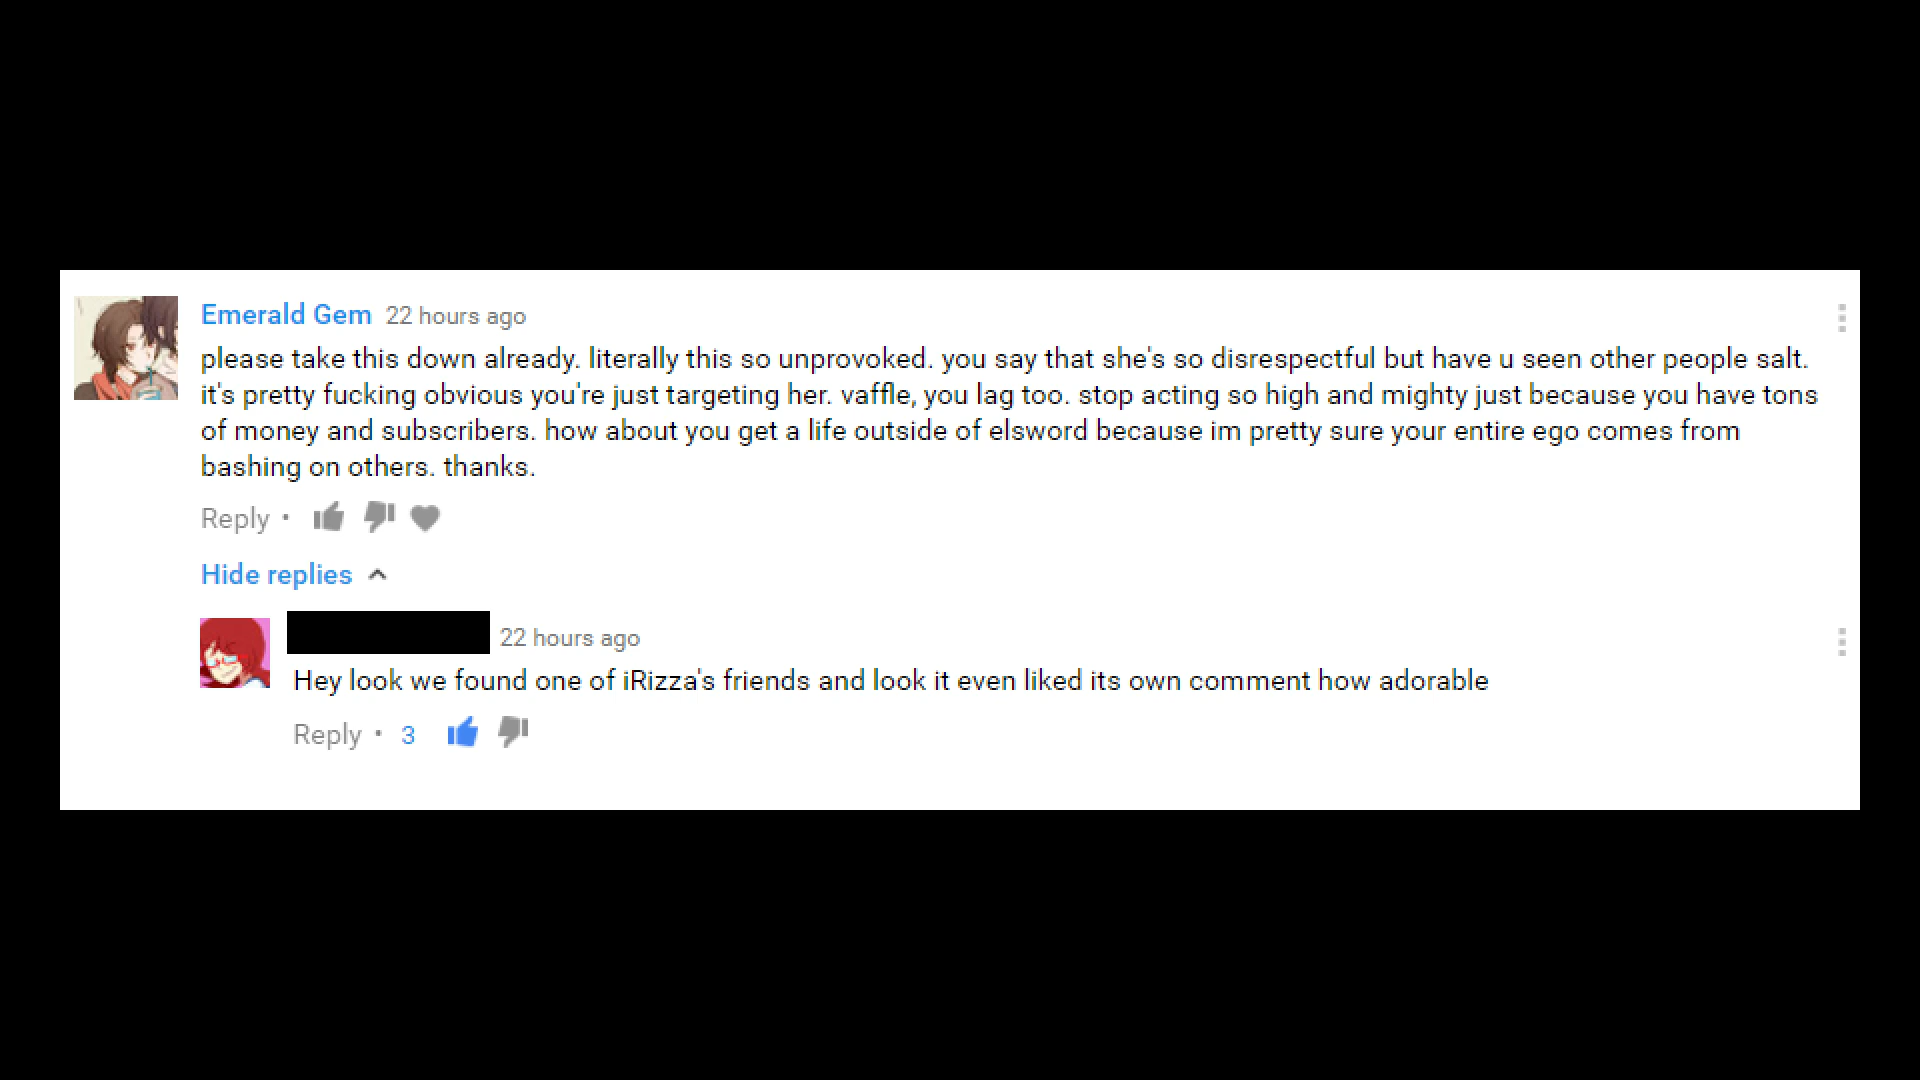 Emerald Gem 22 hours ago
please take this down already. literally this so unprovoked. you say that she's so disrespectful but have u seen other people salt.
it's pretty fucking obvious you're just targeting her. vaffle, you lag too. stop acting so high and mighty just because you have tons
of money and subscribers. how about you get a life outside of elsword because im pretty sure your entire ego comes from
bashing on others. thanks.
Reply •
Hide replies
22 hours ago
Hey look we found one of iRizza's friends and look it even liked its own comment how adorable
Reply • 3